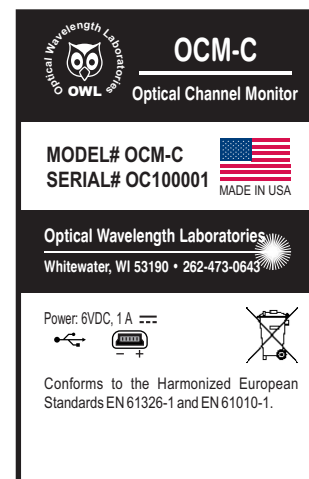 Optical Wavelength Laboratories
OWL
OCM-C
Optical Channel Monitor
MODEL# OCM-C
SERIAL# OC100001
MADE IN USA
Optical Wavelength Laboratories
Whitewater, WI 53190 • 262-473-0643
Power: 6VDC, 1 A
– +
Conforms to the Harmonized European
Standards EN 61326-1 and EN 61010-1.